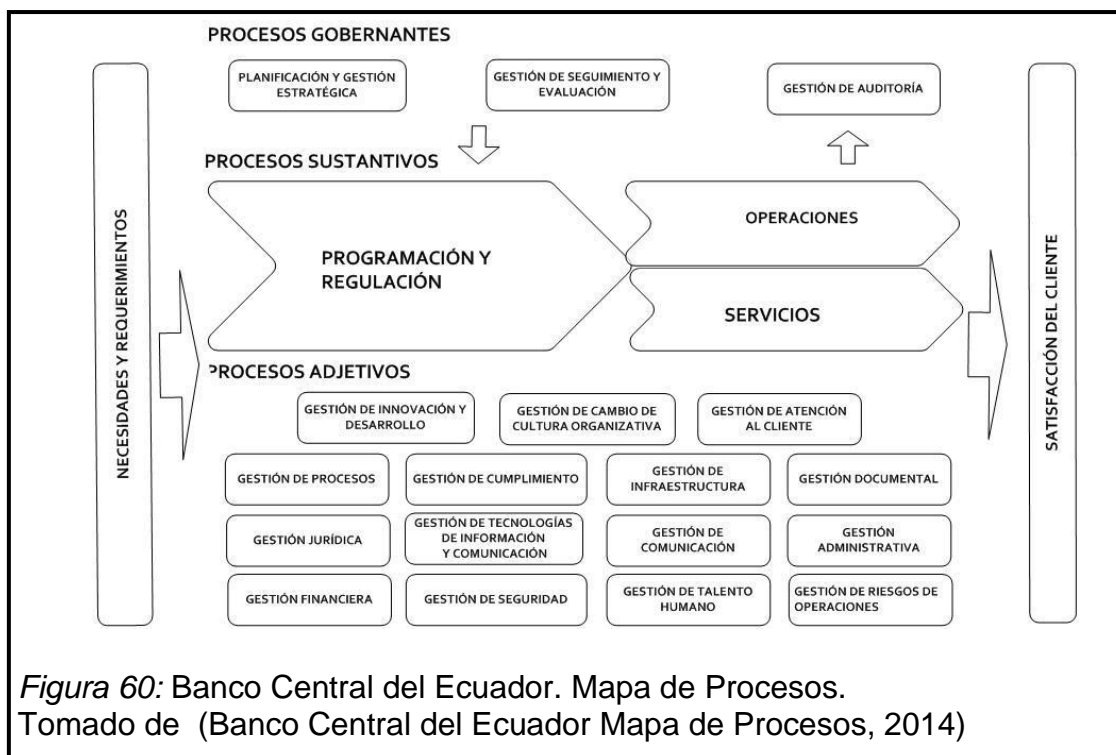 PROCESOS GOBERNANTES
PLANIFICACIÓN Y GESTIÓN
ESTRATÉGICA
GESTIÓN DE SEGUIMIENTO Y
EVALUACIÓN
GESTIÓN DE AUDITORÍA
NECESIDADES Y REQUERIMIENTOS
PROCESOS SUSTANTIVOS
PROGRAMACIÓN Y
REGULACIÓN
OPERACIONES
SERVICIOS
SATISFACCIÓN DEL CLIENTE
PROCESOS ADJETIVOS
GESTIÓN DE INNOVACIÓN Y
DESARROLLO
GESTIÓN DE CAMBIO DE
CULTURA ORGANIZATIVA
GESTIÓN DE ATENCIÓN
AL CLIENTE
GESTIÓN DE PROCESOS
GESTIÓN DE CUMPLIMIENTO
GESTIÓN DE
INFRAESTRUCTURA
GESTIÓN DOCUMENTAL
GESTIÓN JURÍDICA
GESTIÓN DE TECNOLOGÍAS
DE INFORMACIÓN
Y COMUNICACIÓN
GESTIÓN DE
COMUNICACIÓN
GESTIÓN
ADMINISTRATIVA
GESTIÓN FINANCIERA
GESTIÓN DE SEGURIDAD
GESTIÓN DE TALENTO
HUMANO
GESTIÓN DE RIESGOS DE
OPERACIONES
Figura 60: Banco Central del Ecuador. Mapa de Procesos.
Tomado de (Banco Central del Ecuador Mapa de Procesos, 2014)